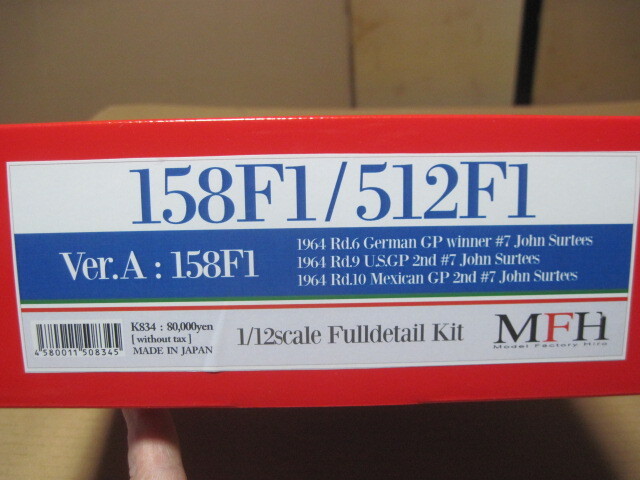 158F1/512F1
Ver.A : 158F1
1964 Rd.6 German GP winner #7 John Surtees
1964 Rd.9 U.S.GP 2nd #7 John Surtees
1964 Rd.10 Mexican GP 2nd #7 John Surtees
4 580011 508345
K834 : 80,000yen
[ without tax ]
MADE IN JAPAN
1/12scale Fulldetail Kit
MFH
Model Factory Hiro